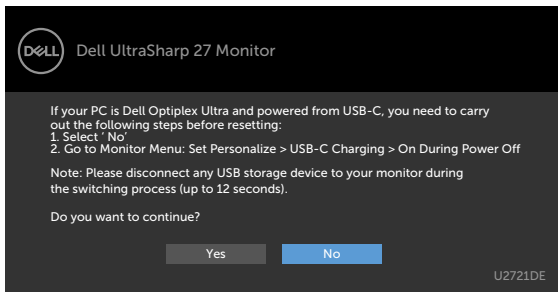 DELL Dell UltraSharp 27 Monitor
If your PC is Dell Optiplex Ultra and powered from USB-C, you need to carry
out the following steps before resetting:
1. Select ‘ No’
2. Go to Monitor Menu: Set Personalize > USB-C Charging > On During Power Off
Note: Please disconnect any USB storage device to your monitor during
the switching process (up to 12 seconds).
Do you want to continue?
Yes No
U2721DE